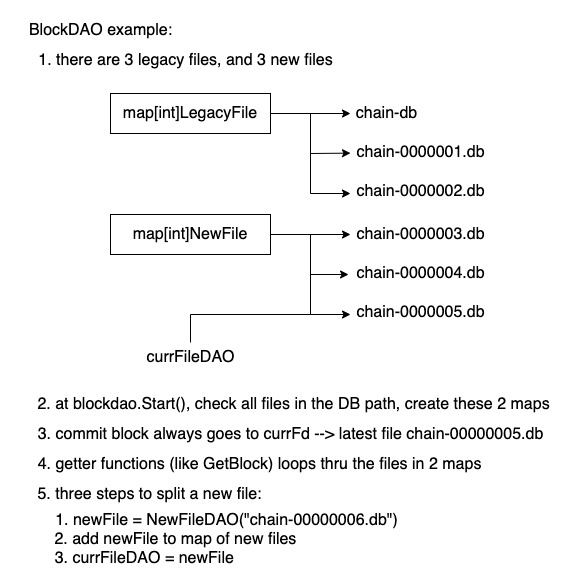 BlockDAO example:
1. there are 3 legacy files, and 3 new files
map[int]LegacyFile
chain-db
chain-0000001.db
chain-0000002.db
map[int]NewFile
chain-0000003.db
chain-0000004.db
chain-0000005.db
currFileDAO
2. at blockdao.Start(), check all files in the DB path, create these 2 maps
3. commit block always goes to currFd --> latest file chain-00000005.db
4. getter functions (like GetBlock) loops thru the files in 2 maps
5. three steps to split a new file:
1. newFile = NewFileDAO("chain-00000006.db")
2. add newFile to map of new files
3. currFileDAO = newFile